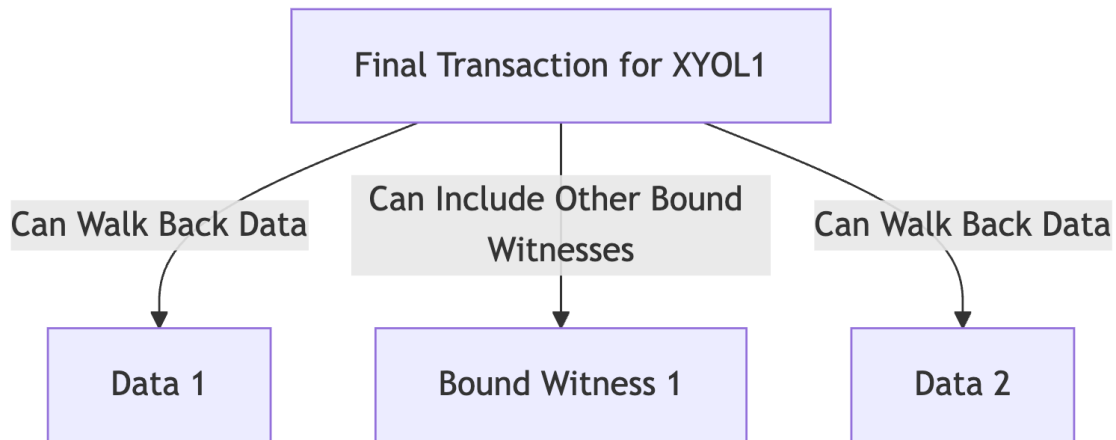 Final Transaction for XYOL1
Can Walk Back Data
Can Include Other Bound
Witnesses
Can Walk Back Data
Data 1
Bound Witness 1
Data 2